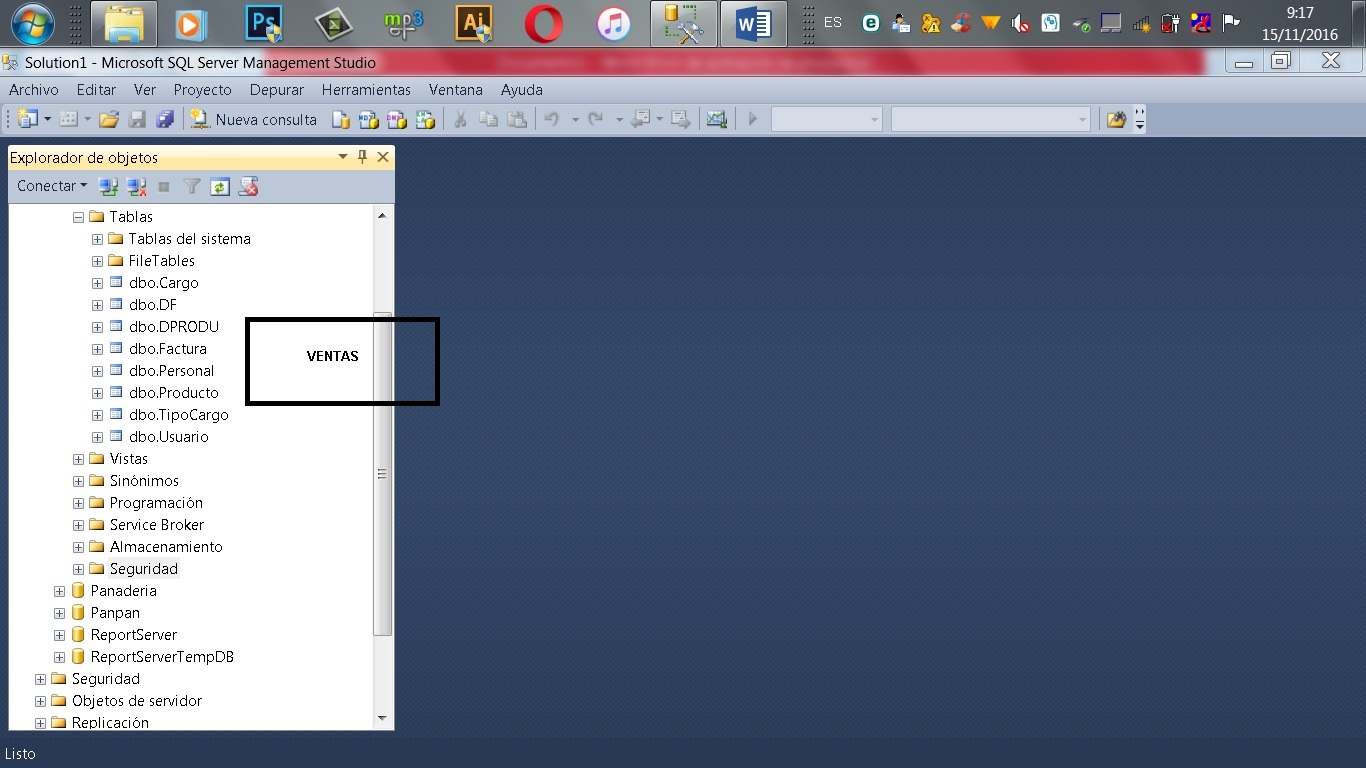 mp3
Ps
Ai
W
ES
9:17
15/11/2016
Solution1 - Microsoft SQL Server Management Studio
Archivo Editar Ver Proyecto Depurar Herramientas Ventana Ayuda
Nueva consulta
Explorador de objetos
Conectar
Tablas
Tablas del sistema
FileTables
dbo.Cargo
dbo.DF
dbo.DPRODU
dbo.Factura
VENTAS
dbo.Personal
dbo.Producto
dbo.TipoCargo
dbo.Usuario
Vistas
Sinónimos
Programación
Service Broker
Almacenamiento
Seguridad
Panaderia
Panpan
ReportServer
ReportServerTempDB
Seguridad
Objetos de servidor
Replicación
Listo